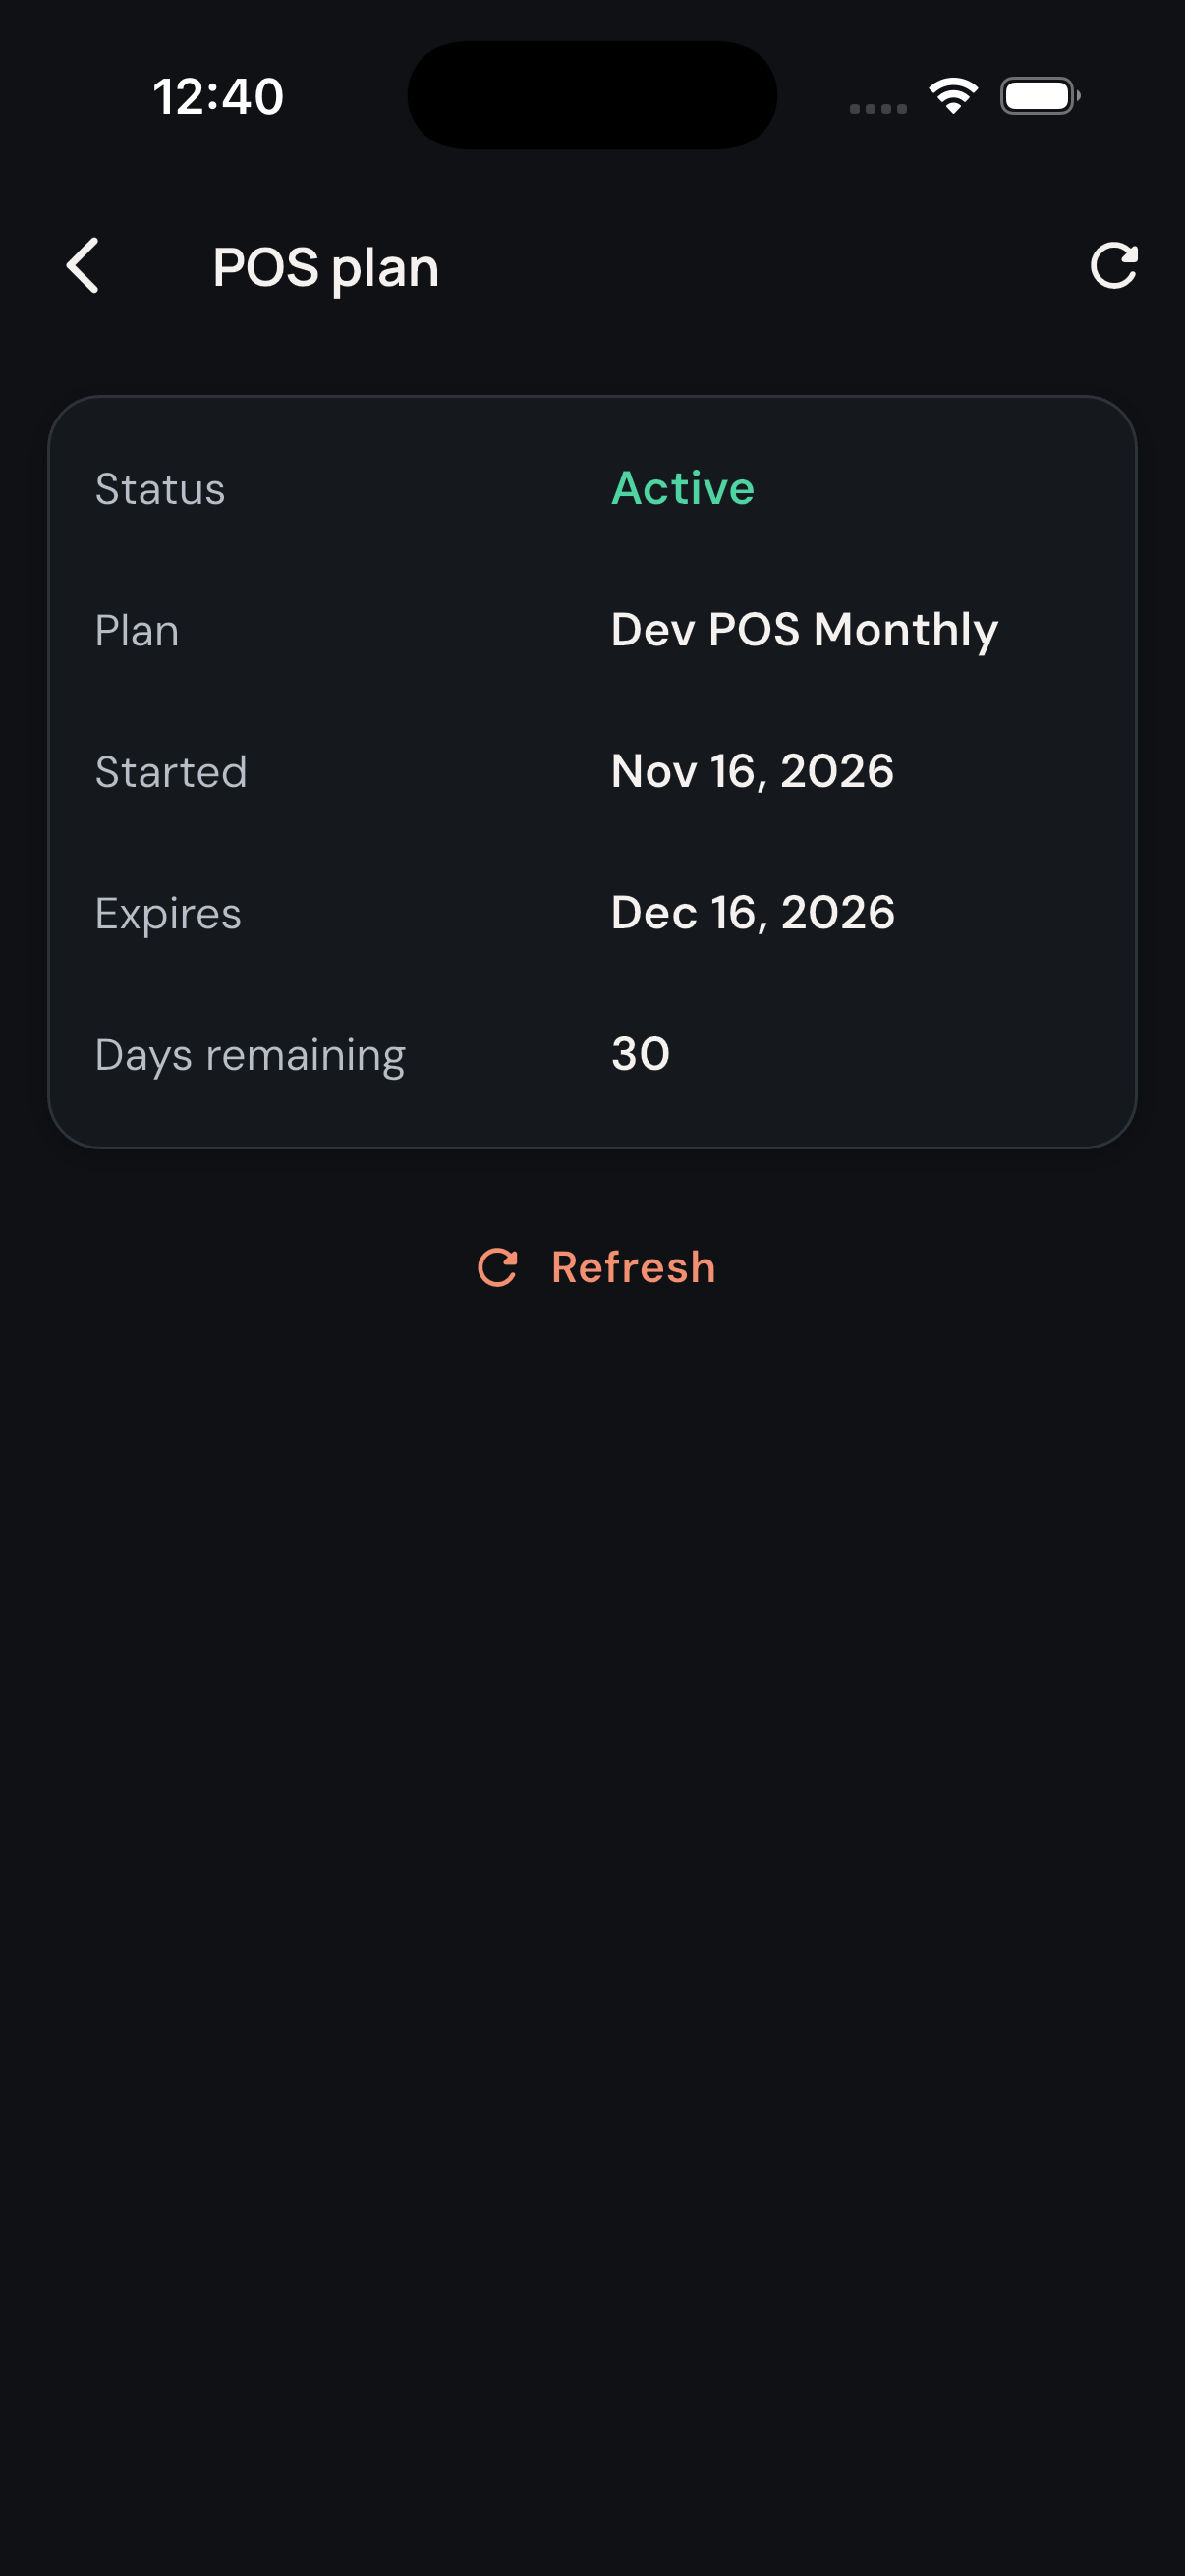 12:40
POS plan
Status Active
Plan Dev POS Monthly
Started Nov 16, 2026
Expires Dec 16, 2026
Days remaining 30
Refresh